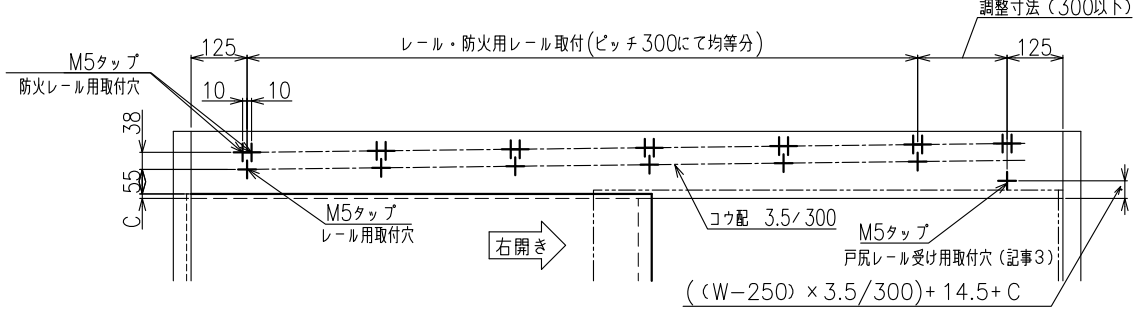 調整寸法（300以下）
125
レール・防火用レール取付(ピッチ300にて均等分)
125
M5タップ
防火レール用取付穴
10
10
38
55
C
M5タップ
レール用取付穴
右開き
コウ配 3.5/300
M5タップ
戸尻レール受け用取付穴（記事3）
((W-250)×3.5/300)+14.5+C